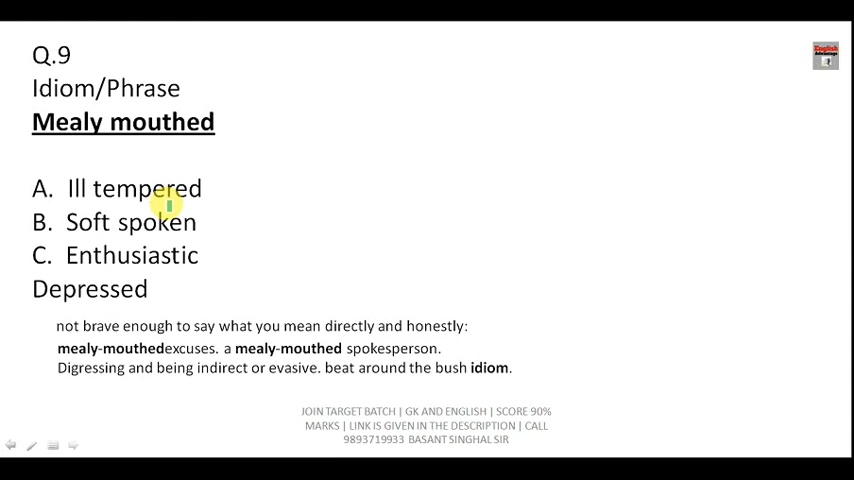 Q.9
English
Advantage
Idiom/Phrase
Mealy mouthed
A. Ill tempered
B. Soft spoken
C. Enthusiastic
Depressed
not brave enough to say what you mean directly and honestly:
mealy-mouthedexcuses. a mealy-mouthed spokesperson.
Digressing and being indirect or evasive. beat around the bush idiom.
JOIN TARGET BATCH | GK AND ENGLISH | SCORE 90%
MARKS | LINK IS GIVEN IN THE DESCRIPTION | CALL
9893719933 BASANT SINGHAL SIR